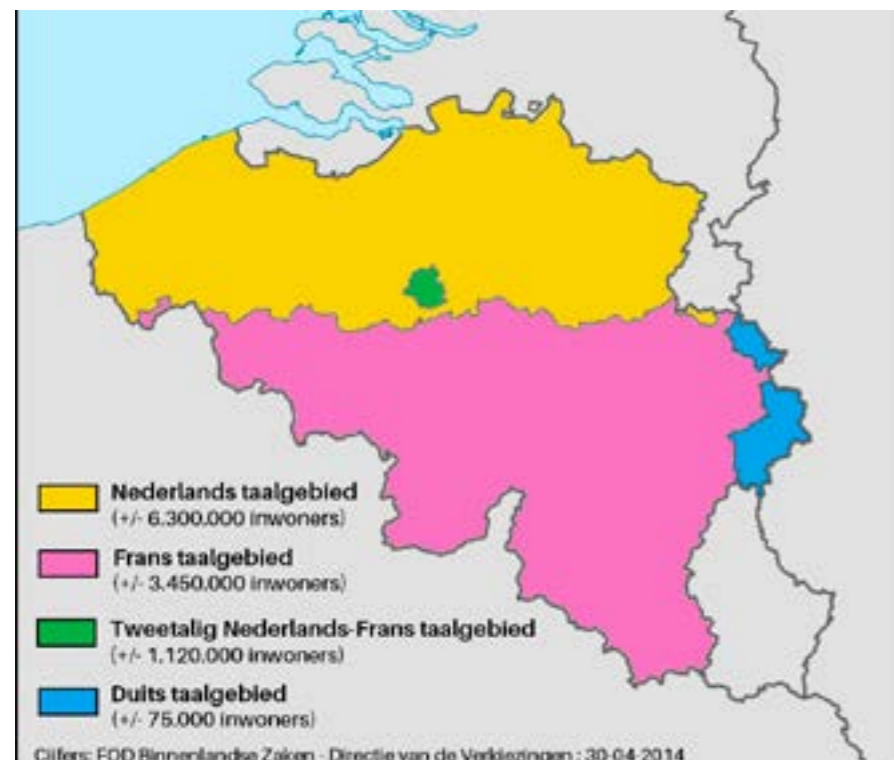 Nederlands taalgebied
(+/- 6.300.000 inwoners)
Frans taalgebied
(+/- 3.450.000 inwoners)
Tweetalig Nederlands-Frans taalgebied
(+/- 1.120.000 inwoners)
Duits taalgebied
(+/- 75.000 inwoners)
Cijfers: FOD Binnenlandse Zaken - Directie van de Verkiezingen : 30-04-2014